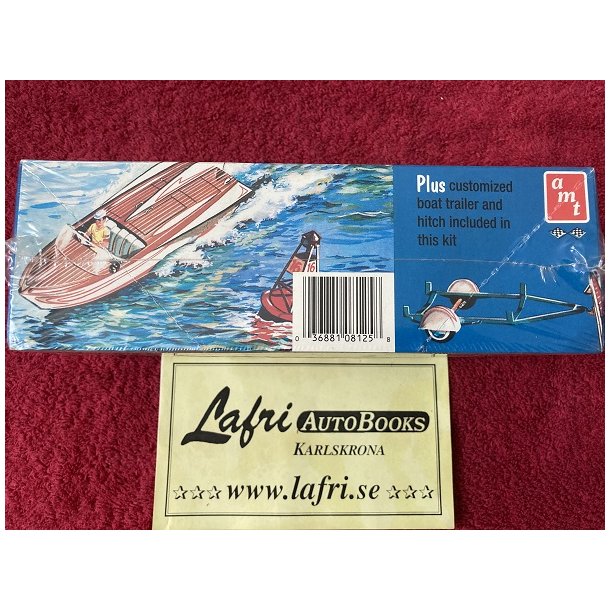 Plus customized
boat trailer and
hitch included in
this kit
amt
16
0 36881 08125 8
Lafri AUTOBOOKS
KARLSKRONA
☆☆☆ www.lafri.se ☆☆☆